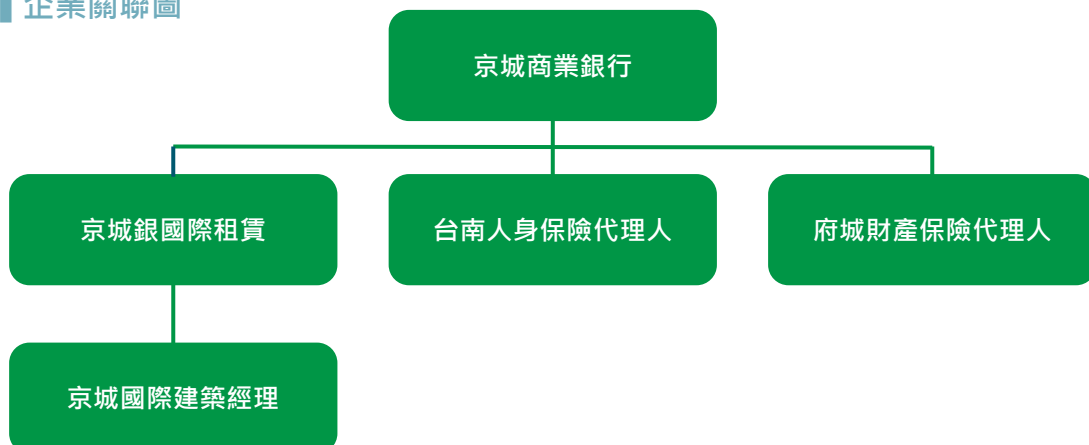 企業關聯圖
京城商業銀行
京城銀國際租賃
台南人身保險代理人
府城財產保險代理人
京城國際建築經理